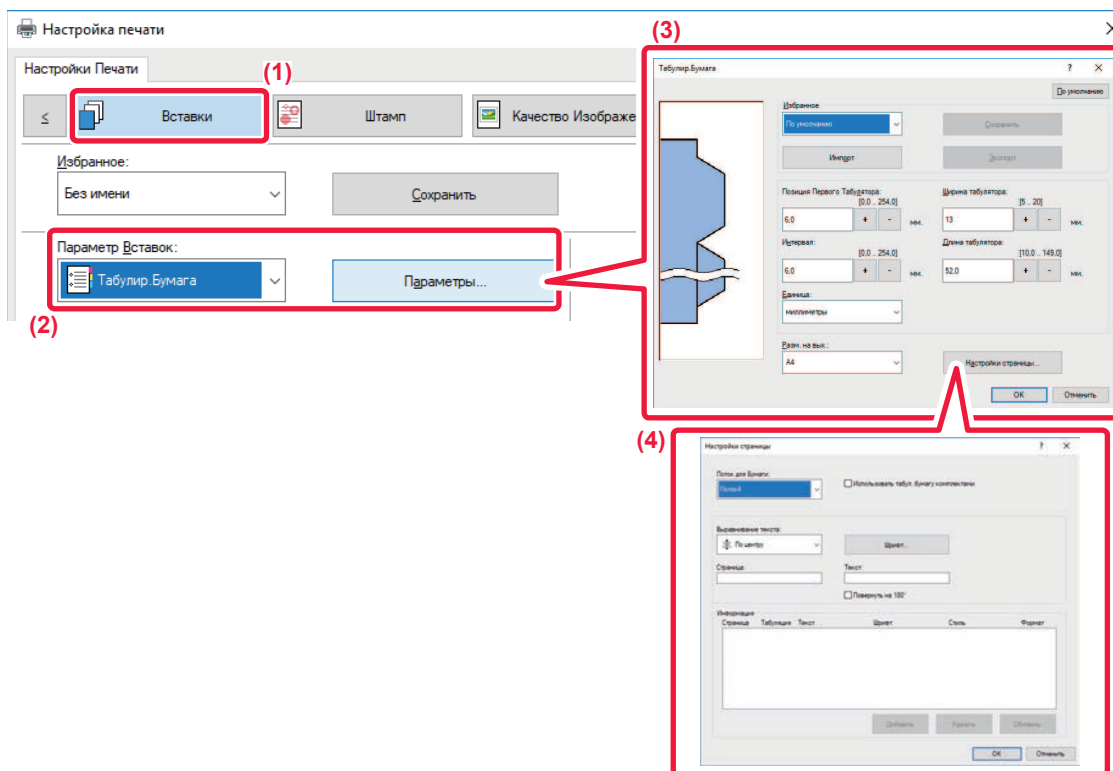 Настройка печати
Настройки Печати
(1)
≤ Вставки Штамп Качество Изображе
Избранное:
Без имени Сохранить
Параметр Вставок:
Табулир.Бумага Параметры...
(2)
(3)
Табулир.Бумага ? X
По умолчанию
Избранное
По умолчанию Сохранить
Импорт Экспорт
Позиция Первого Табулятора: Ширина табулятора:
[0,0 .. 254,0] [5 .. 20]
6,0 + - мм. 13 + - мм.
Интервал: Длина табулятора:
[0,0 .. 254,0] [10,0 .. 149,0]
6,0 + - мм. 52,0 + - мм.
Единица:
миллиметры
Разм. на вых.:
A4 Настройки страницы...
OK Отменить
(4)
Настройки страницы ? X
Лоток для Бумаги:
Использовать табул. бумагу комплектами
Выравнивание текста:
По центру Шрифт...
Страница: Текст:
Повернуть на 180°
Информация
Страница Табуляция Текст Шрифт Стиль Формат
Добавить Удалить Обновить
OK Отменить